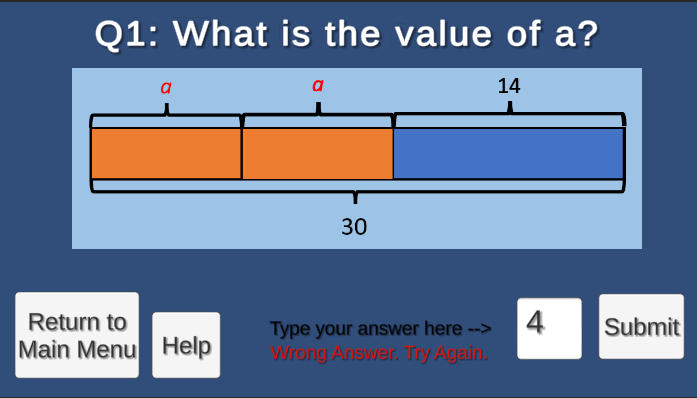 Q1: What is the value of a?
a a 14
30
Return to
Main Menu
Help
Type your answer here -->
Wrong Answer. Try Again.
4
Submit